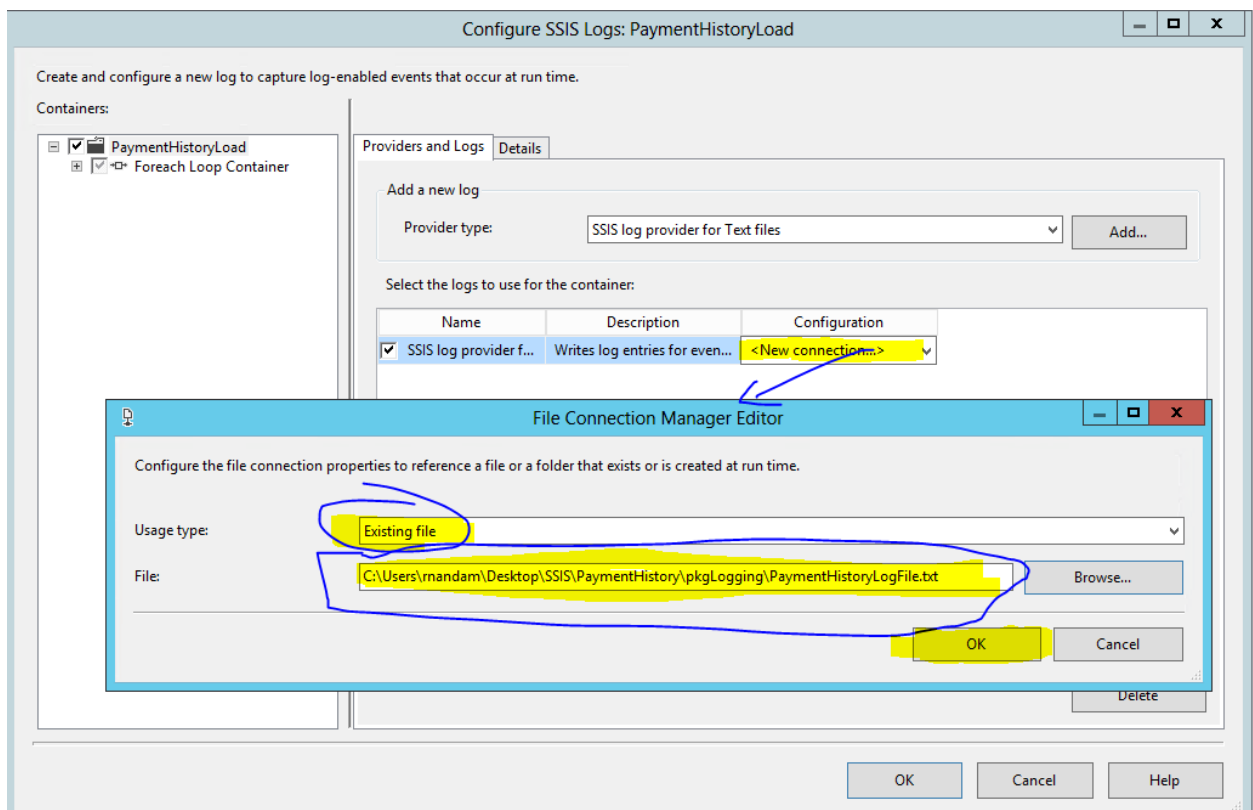 Configure SSIS Logs: PaymentHistoryLoad
Create and configure a new log to capture log-enabled events that occur at run time.
Containers:
PaymentHistoryLoad
Foreach Loop Container
Providers and Logs Details
Add a new log
Provider type: SSIS log provider for Text files Add...
Select the logs to use for the container:
Name Description Configuration
SSIS log provider f... Writes log entries for even... <New connection...>
File Connection Manager Editor
Configure the file connection properties to reference a file or a folder that exists or is created at run time.
Usage type: Existing file
File: C:\Users\rnandam\Desktop\SSIS\PaymentHistory\pkgLogging\PaymentHistoryLogFile.txt Browse...
OK Cancel
Delete
OK Cancel Help